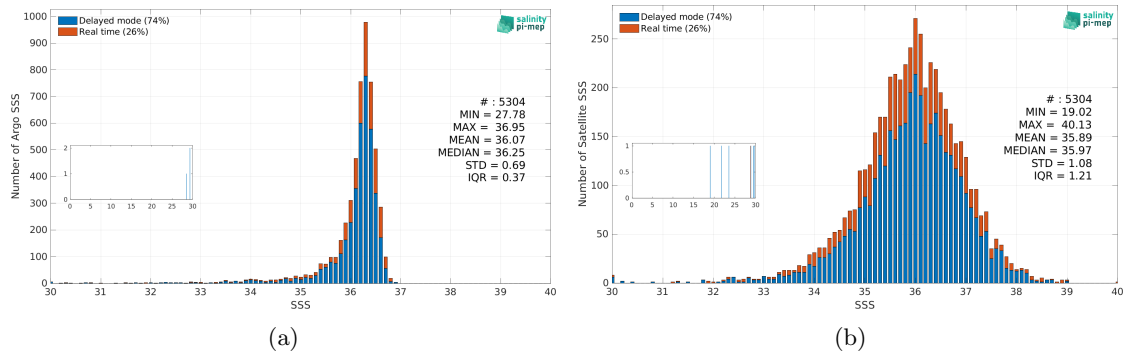 Delayed mode (74%)
Real time (26%)
salinity
pi-mep
1000
900
800
700
600
500
400
300
200
100
0
Number of Argo SSS
# : 5304
MIN = 27.78
MAX = 36.95
MEAN = 36.07
MEDIAN = 36.25
STD = 0.69
IQR = 0.37
2
1
0
0 5 10 15 20 25 30
30 31 32 33 34 35 36 37 38 39 40
SSS
(a)
Delayed mode (74%)
Real time (26%)
salinity
pi-mep
250
200
150
100
50
0
Number of Satellite SSS
# : 5304
MIN = 19.02
MAX = 40.13
MEAN = 35.89
MEDIAN = 35.97
STD = 1.08
IQR = 1.21
1
0.5
0
0 5 10 15 20 25 30
30 31 32 33 34 35 36 37 38 39 40
SSS
(b)